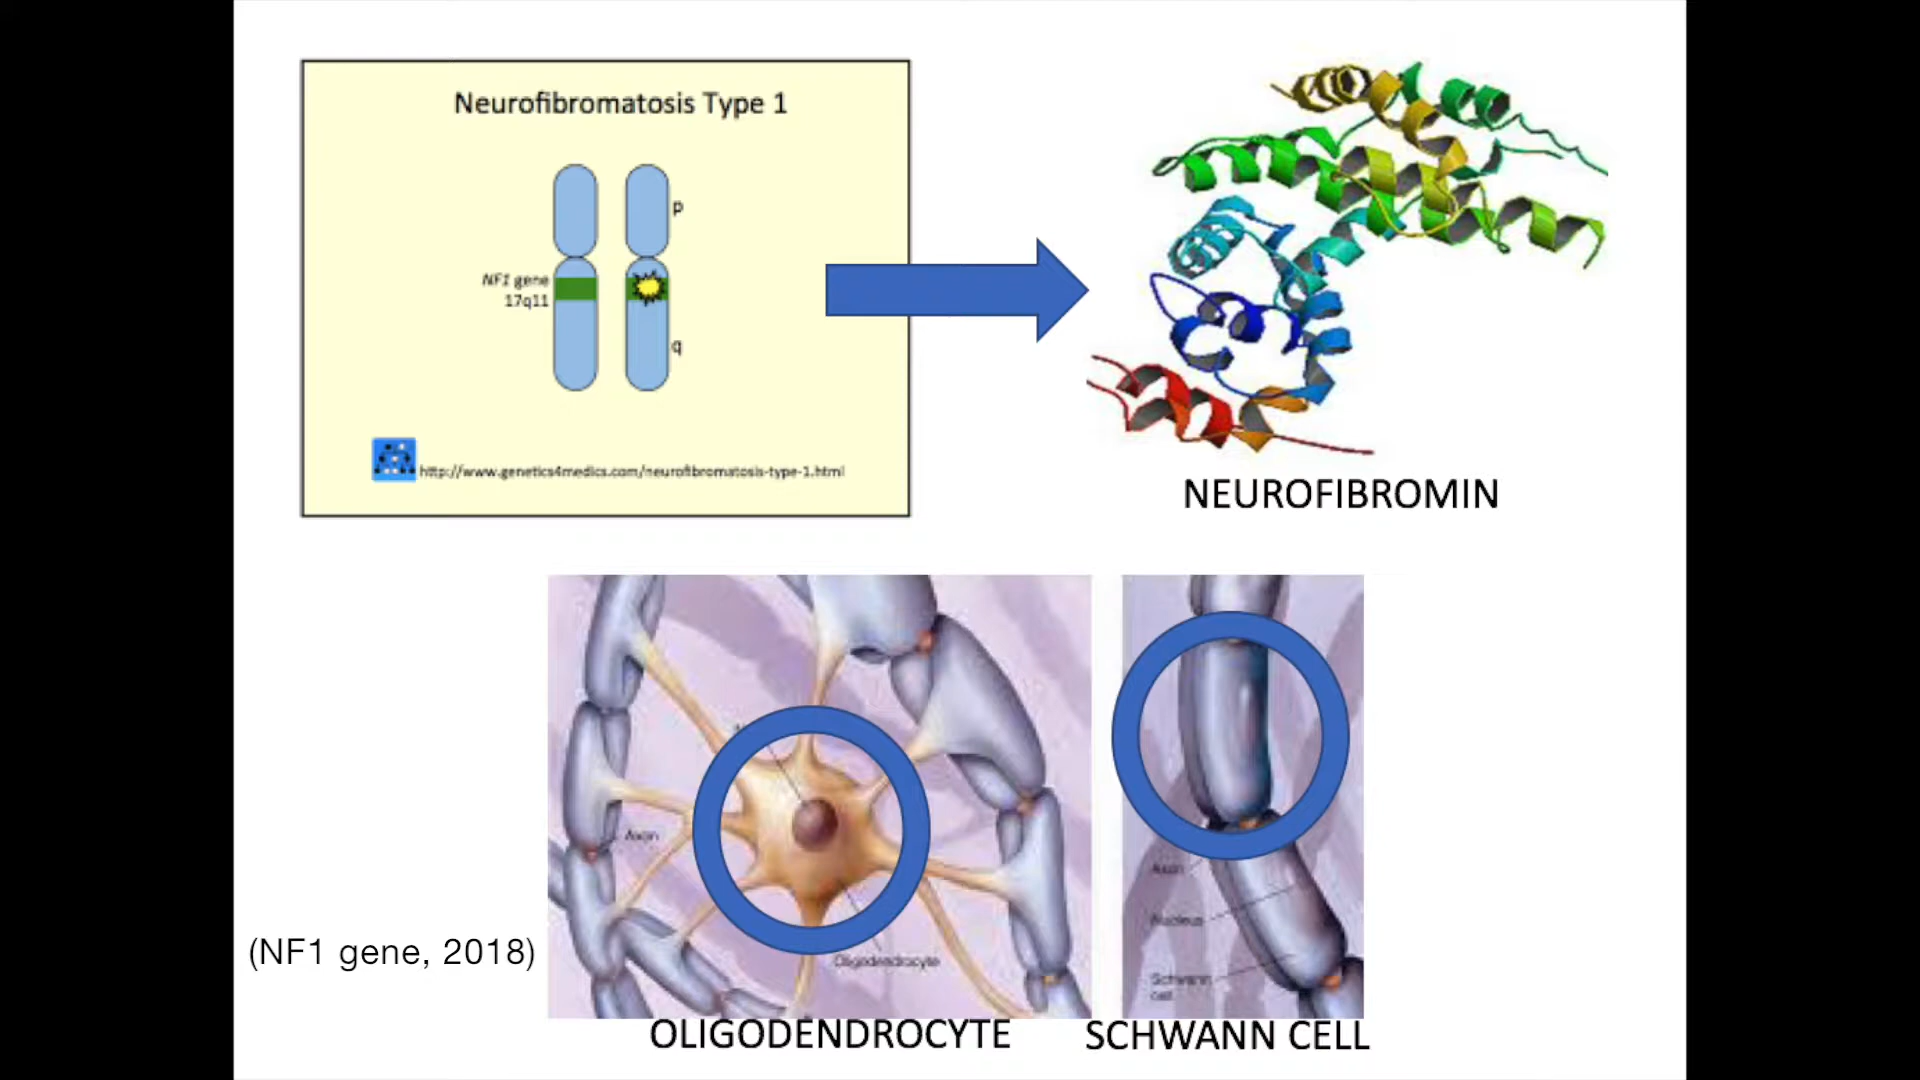 Neurofibromatosis Type 1
p
NF1 gene
17q11
q
http://www.genetics4medics.com/neurofibromatosis-type-1.html
NEUROFIBROMIN
Axon
Oligodendrocyte
Axon
Nucleus
Schwann
cell
(NF1 gene, 2018)
OLIGODENDROCYTE
SCHWANN CELL